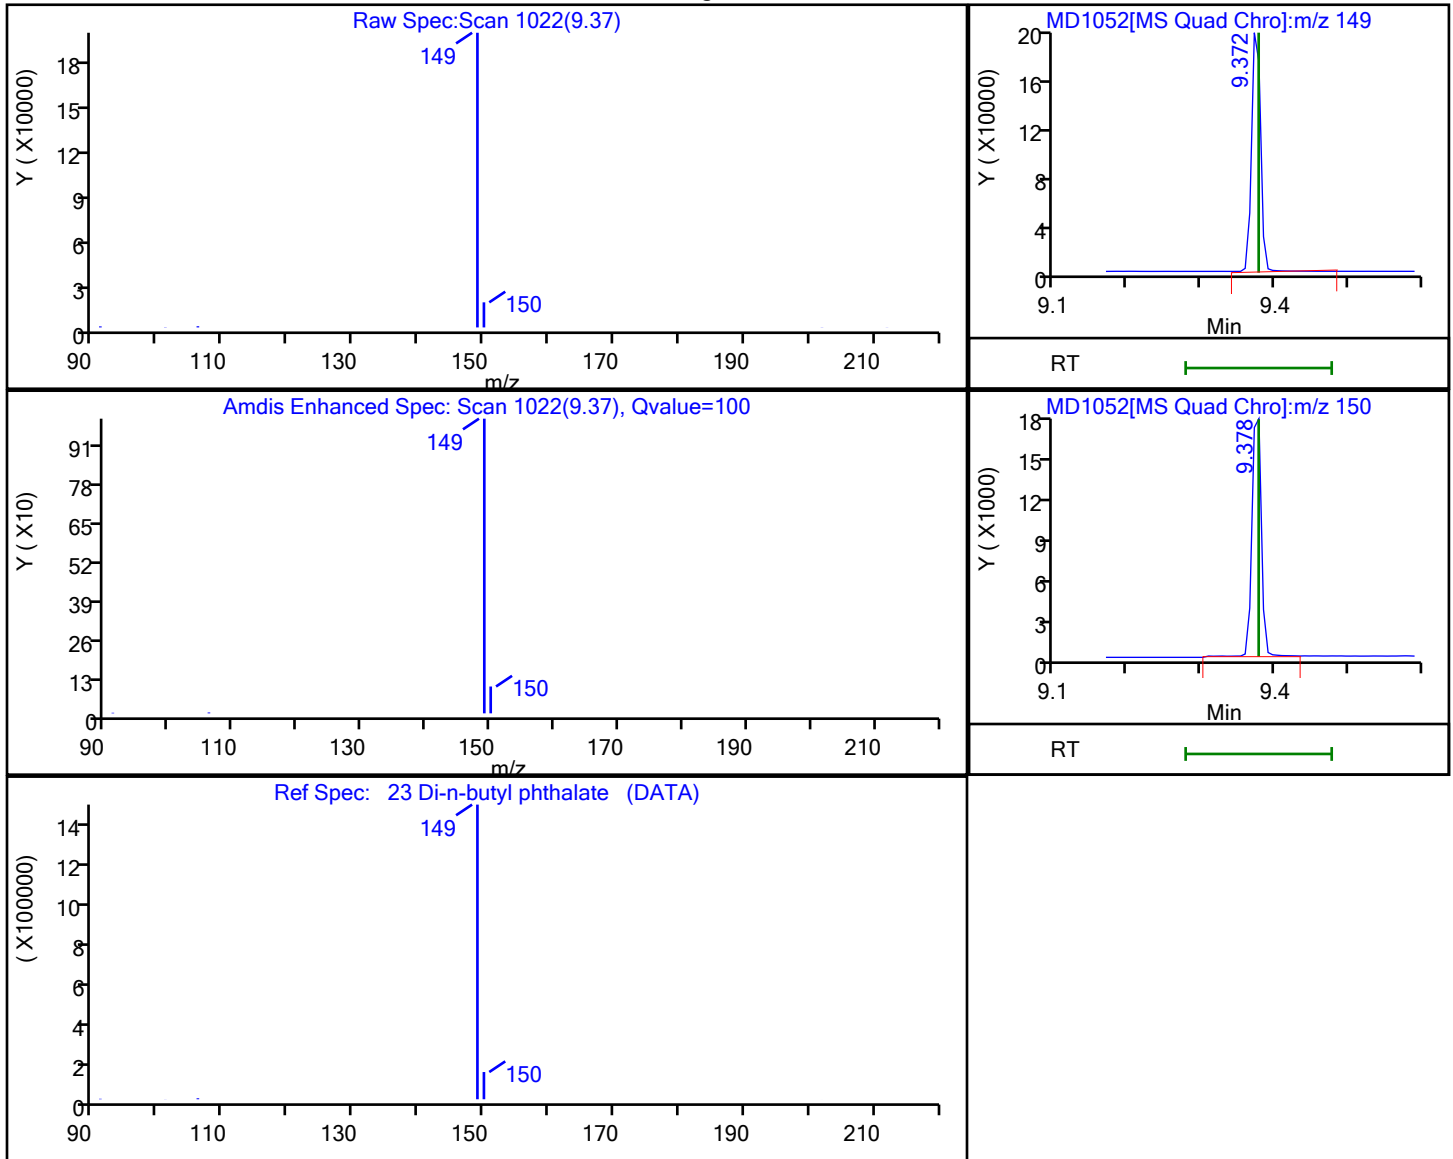 Raw Spec:Scan 1022(9.37)
149
150
Y ( X10000)
18
15
12
9
6
3
0
90 110 130 150 170 190 210
m/z
MD1052[MS Quad Chro]:m/z 149
9.372
Y ( X10000)
20
16
12
8
4
0
9.1 9.4
Min
RT
Amdis Enhanced Spec: Scan 1022(9.37), Qvalue=100
149
150
Y ( X10)
91
78
65
52
39
26
13
0
90 110 130 150 170 190 210
m/z
MD1052[MS Quad Chro]:m/z 150
9.378
Y ( X1000)
18
15
12
9
6
3
0
9.1 9.4
Min
RT
Ref Spec: 23 Di-n-butyl phthalate (DATA)
149
150
( X100000)
14
12
10
8
6
4
2
0
90 110 130 150 170 190 210